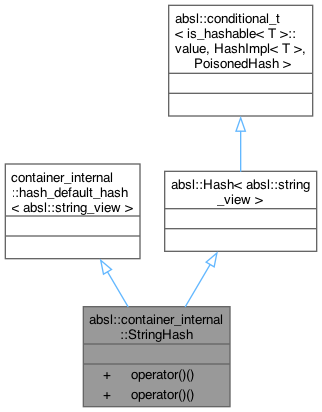 absl::conditional_t
< is_hashable< T >::
value, HashImpl< T >,
PoisonedHash >
container_internal
::hash_default_hash
< absl::string_view >
absl::Hash< absl::string
_view >
absl::container_internal
::StringHash
+ operator()()
+ operator()()